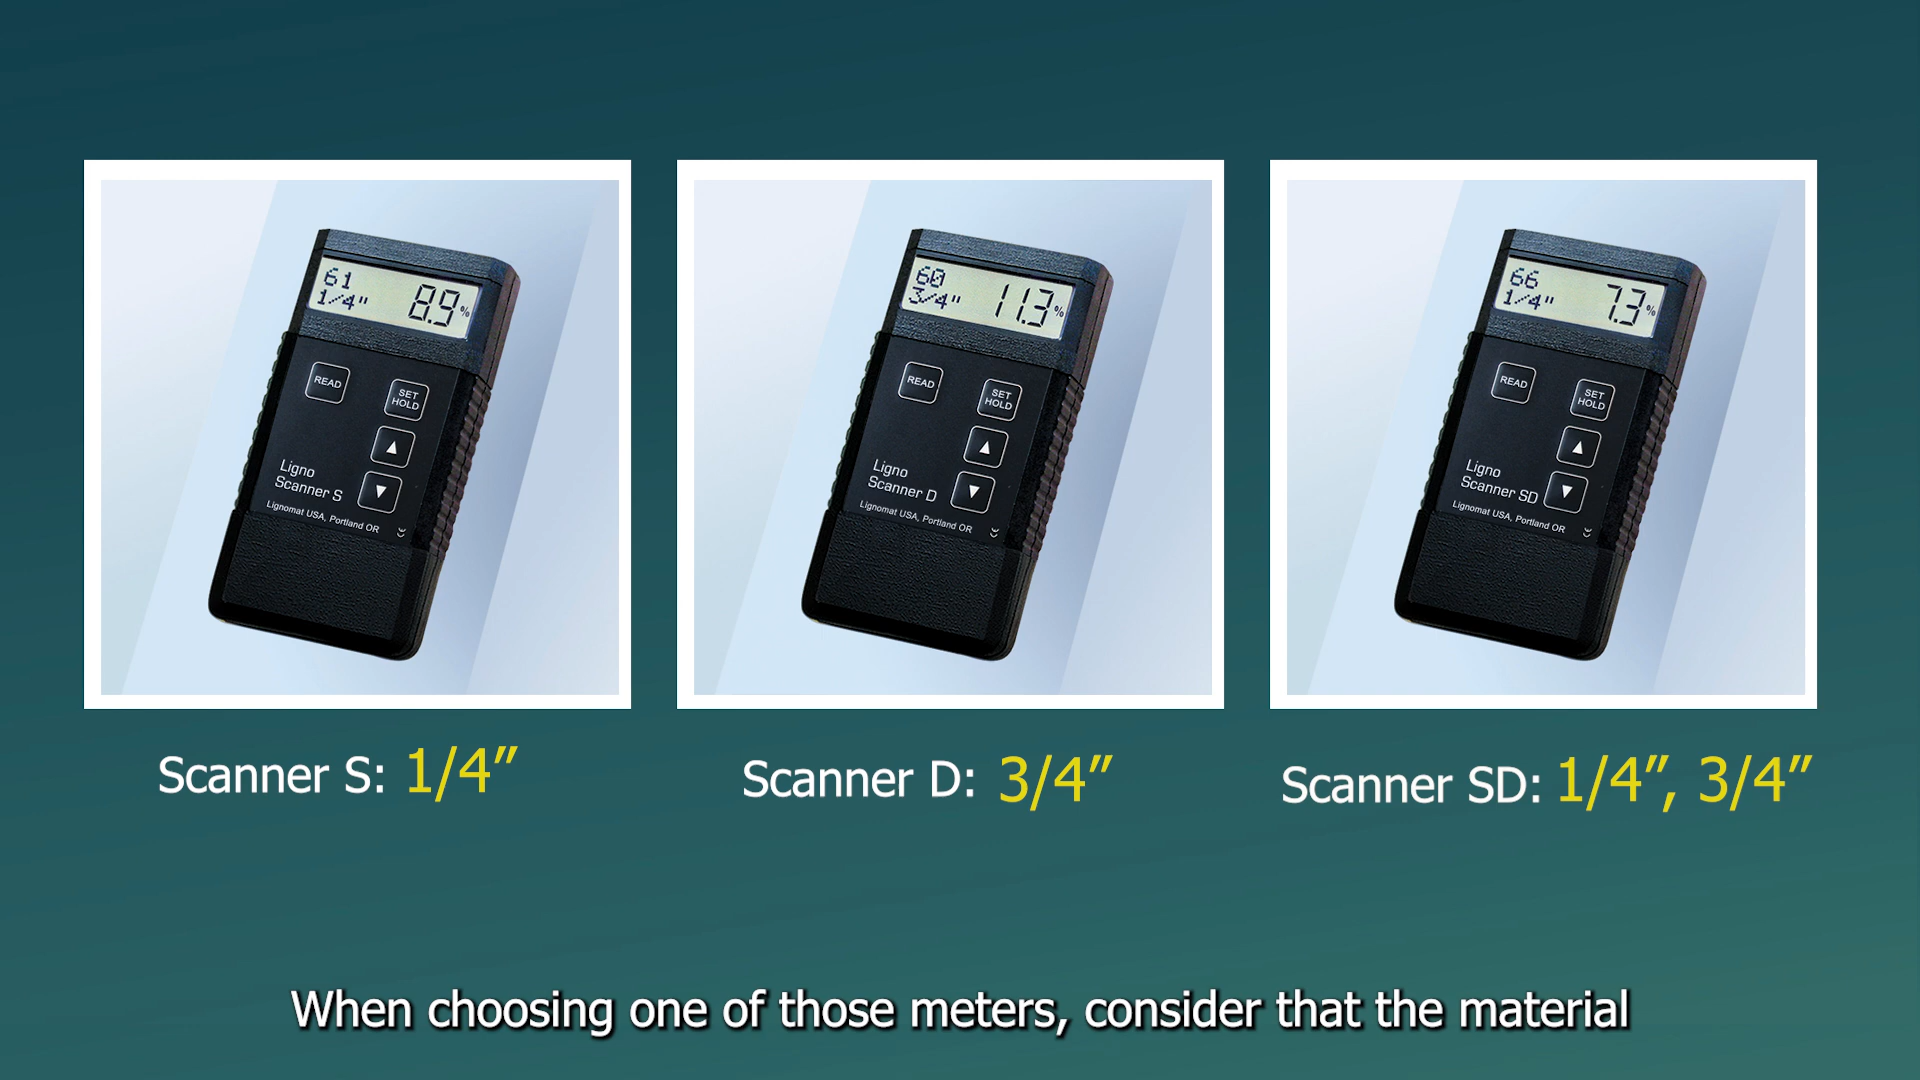 61
1/4" 8.9%
READ
SET
HOLD
▲
Ligno
Scanner S ▼
Lignomat USA, Portland OR
60
3/4" 11.3%
READ
SET
HOLD
▲
Ligno
Scanner D ▼
Lignomat USA, Portland OR
66
1/4" 7.3%
READ
SET
HOLD
▲
Ligno
Scanner SD ▼
Lignomat USA, Portland OR
Scanner S: 1/4”
Scanner D: 3/4”
Scanner SD: 1/4”, 3/4”
When choosing one of those meters, consider that the material